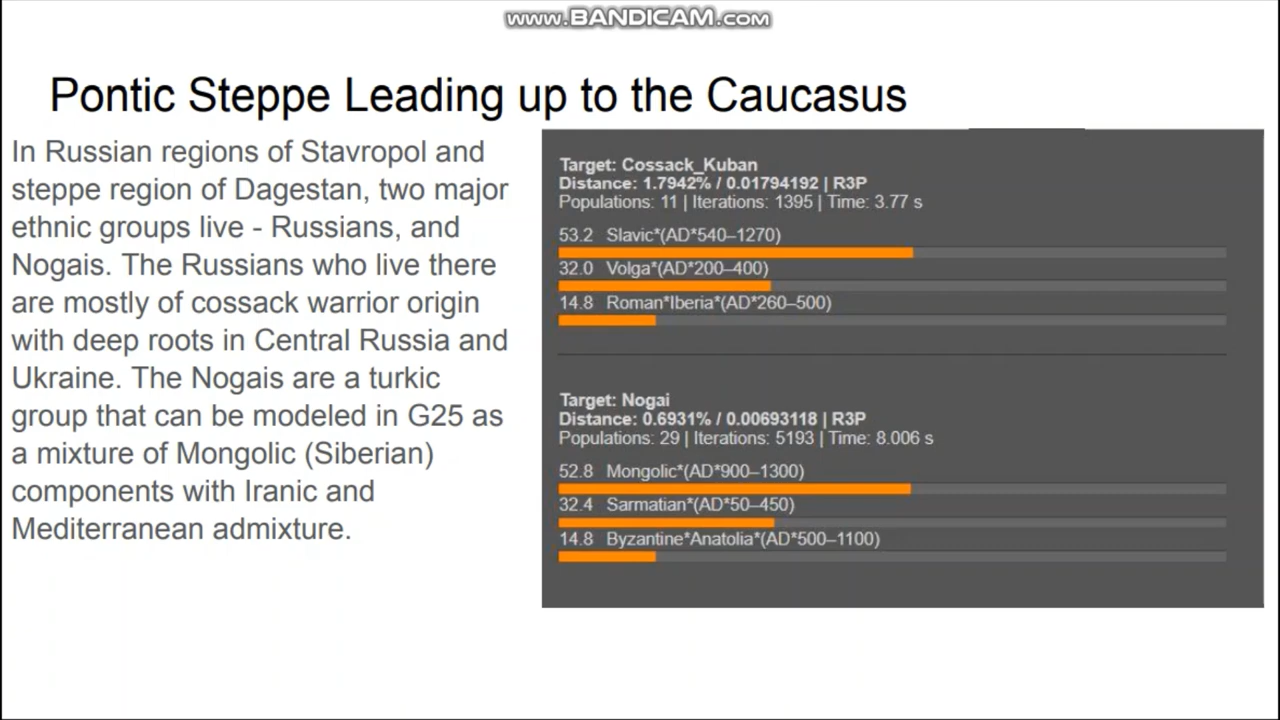 www.BANDICAM.com
Pontic Steppe Leading up to the Caucasus
In Russian regions of Stavropol and
steppe region of Dagestan, two major
ethnic groups live - Russians, and
Nogais. The Russians who live there
are mostly of cossack warrior origin
with deep roots in Central Russia and
Ukraine. The Nogais are a turkic
group that can be modeled in G25 as
a mixture of Mongolic (Siberian)
components with Iranic and
Mediterranean admixture.
Target: Cossack_Kuban
Distance: 1.7942% / 0.01794192 | R3P
Populations: 11 | Iterations: 1395 | Time: 3.77 s
53.2 Slavic*(AD*540–1270)
32.0 Volga*(AD*200–400)
14.8 Roman*Iberia*(AD*260–500)
Target: Nogai
Distance: 0.6931% / 0.00693118 | R3P
Populations: 29 | Iterations: 5193 | Time: 8.006 s
52.8 Mongolic*(AD*900–1300)
32.4 Sarmatian*(AD*50–450)
14.8 Byzantine*Anatolia*(AD*500–1100)